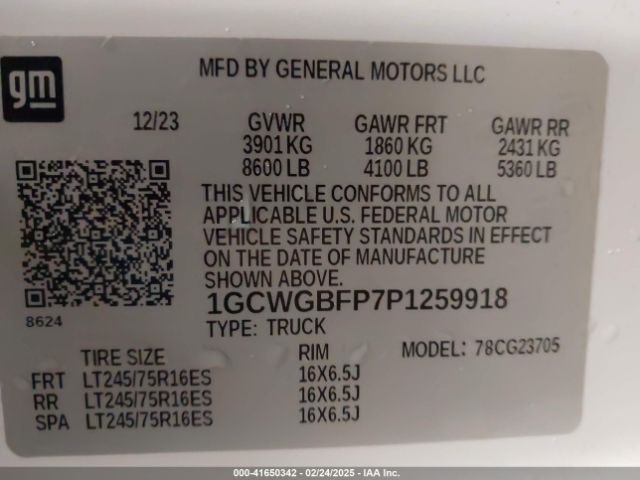 gm
MFD BY GENERAL MOTORS LLC
12/23 GVWR GAWR FRT GAWR RR
3901 KG 1860 KG 2431 KG
8600 LB 4100 LB 5360 LB
THIS VEHICLE CONFORMS TO ALL
APPLICABLE U.S. FEDERAL MOTOR
VEHICLE SAFETY STANDARDS IN EFFECT
ON THE DATE OF MANUFACTURE
SHOWN ABOVE.
8624
1GCWGBFP7P1259918
TYPE: TRUCK
MODEL: 78CG23705
TIRE SIZE RIM
FRT LT245/75R16ES 16X6.5J
RR LT245/75R16ES 16X6.5J
SPA LT245/75R16ES 16X6.5J
000-41650342 - 02/24/2025 - IAA Inc.